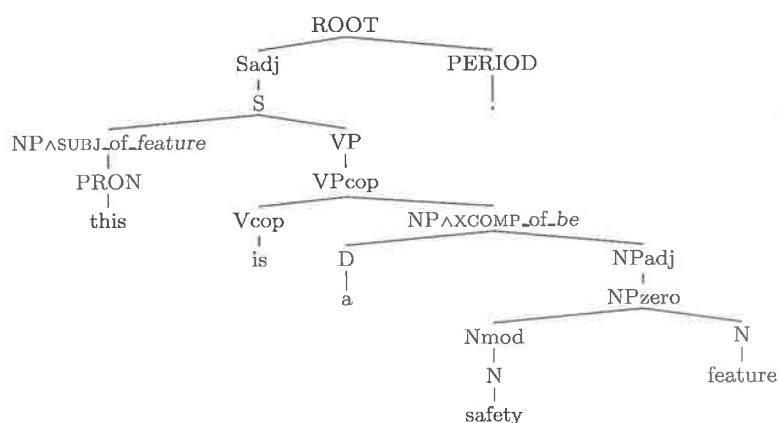 ROOT
Sadj PERIOD
S .
NP∧SUBJ_of_feature VP
PRON VPcop
this Vcop NP∧XCOMP_of_be
is D NPadj
a NPzero
Nmod N
N feature
safety